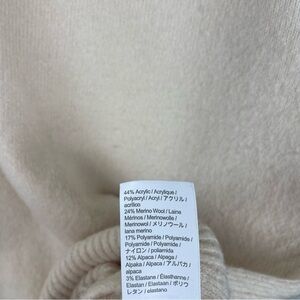 44% Acrylic / Acrylique /
Polyacryl / Acryl / アクリル /
acrílico
24% Merino Wool / Laine
Mérinos / Merinowolle /
Merinowol / メリノウール /
lana merino
17% Polyamide / Polyamide /
Polyamide / Polyamide /
ナイロン / poliamida
12% Alpaca / Alpaga /
Alpaka / Alpaca / アルパカ /
alpaca
3% Elastane / Élasthanne /
Elastan / Elastaan / ポリウ
レタン / elastano